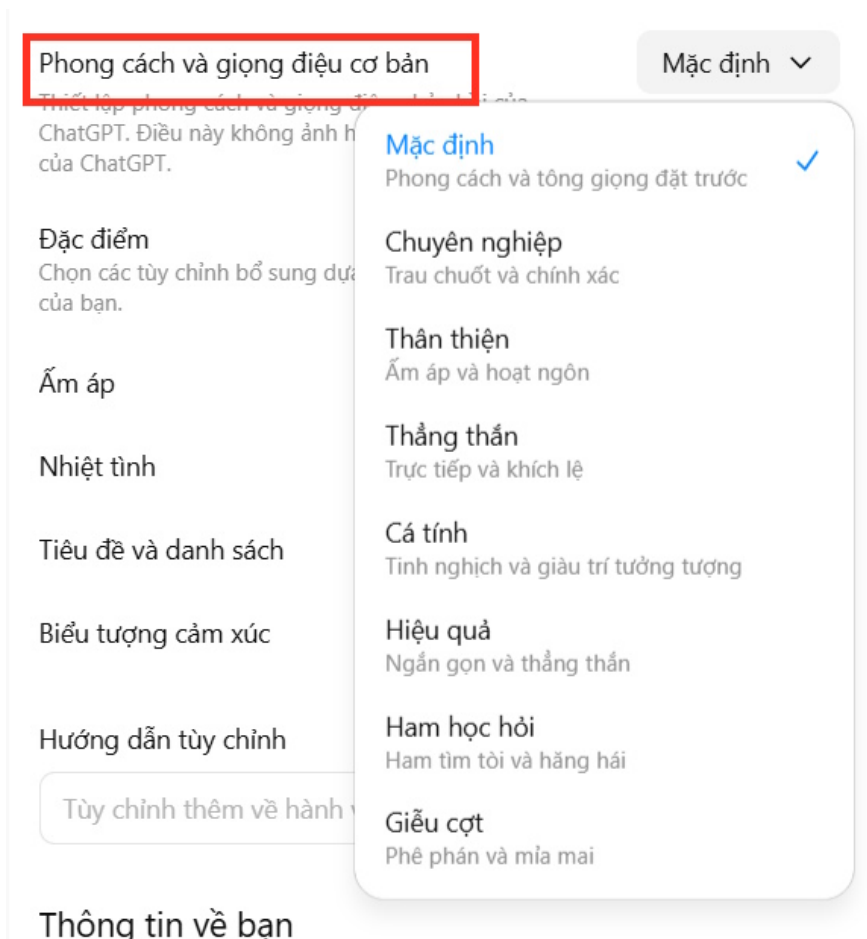 Phong cách và giọng điệu cơ bản
Mặc định
ChatGPT. Điều này không ảnh
của ChatGPT.
Mặc định
Phong cách và tông giọng đặt trước
Chuyên nghiệp
Trau chuốt và chính xác
Đặc điểm
Chọn các tùy chỉnh bổ sung
của bạn.
Thân thiện
Ấm áp và hoạt ngôn
Ấm áp
Thẳng thắn
Trực tiếp và khích lệ
Nhiệt tình
Cá tính
Tinh nghịch và giàu trí tưởng tượng
Tiêu đề và danh sách
Hiệu quả
Ngắn gọn và thẳng thắn
Biểu tượng cảm xúc
Ham học hỏi
Ham tìm tòi và hăng hái
Hướng dẫn tùy chỉnh
Tùy chỉnh thêm về hành
Giễu cợt
Phê phán và mỉa mai
Thông tin về bạn